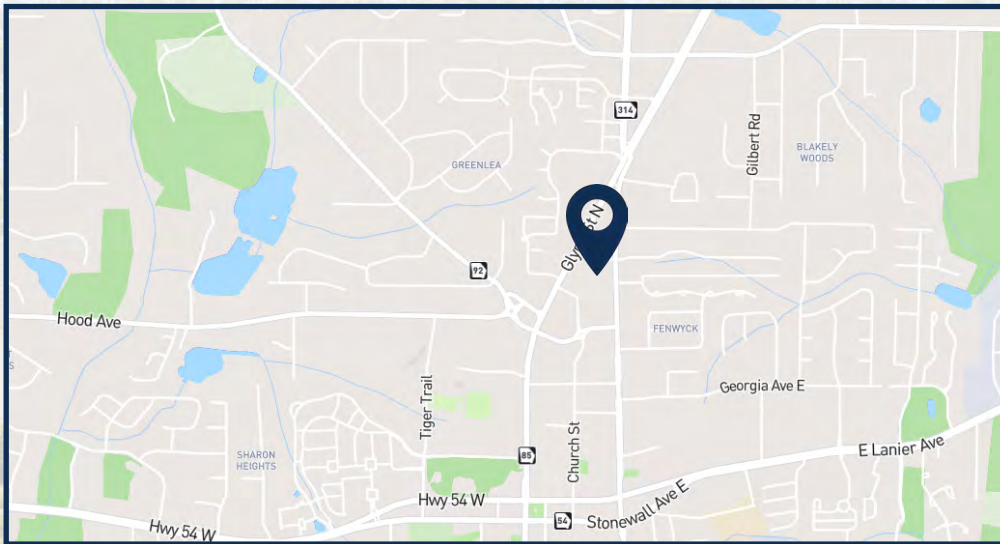 314
Gilbert Rd
BLAKELY
WOODS
GREENLEA
St N
92
Hood Ave
FENWYCK
Georgia Ave E
Tiger Trail
Church St
85
E Lanier Ave
SHARON
HEIGHTS
Hwy 54 W
Stonewall Ave E
54
Hwy 54 W